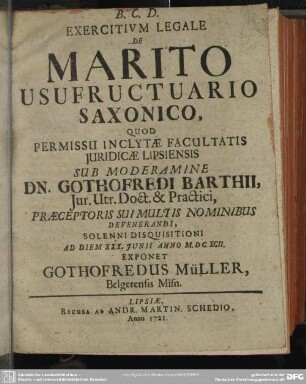 B. C. D.
EXERCITIVM LEGALE
DE
MARITO
USUFRUCTUARIO
SAXONICO,
QUOD
PERMISSU INCLYTÆ FACULTATIS
JURIDICÆ LIPSIENSIS
SUB MODERAMINE
DN. GOTHOFREDI BARTHII,
Jur. Utr. Doct. & Practici,
PRÆCEPTORIS SUI MULTIS NOMINIBUS
DEVENERANDI,
SOLENNI DISQUISITIONI
AD DIEM XXX. JUNII ANNO M.DC.XCII.
EXPONET
GOTHOFREDUS MüLLER,
Belgerensis Misn.
LIPSIÆ,
RECUSA AB ANDR. MARTIN. SCHEDIO,
Anno 1721.